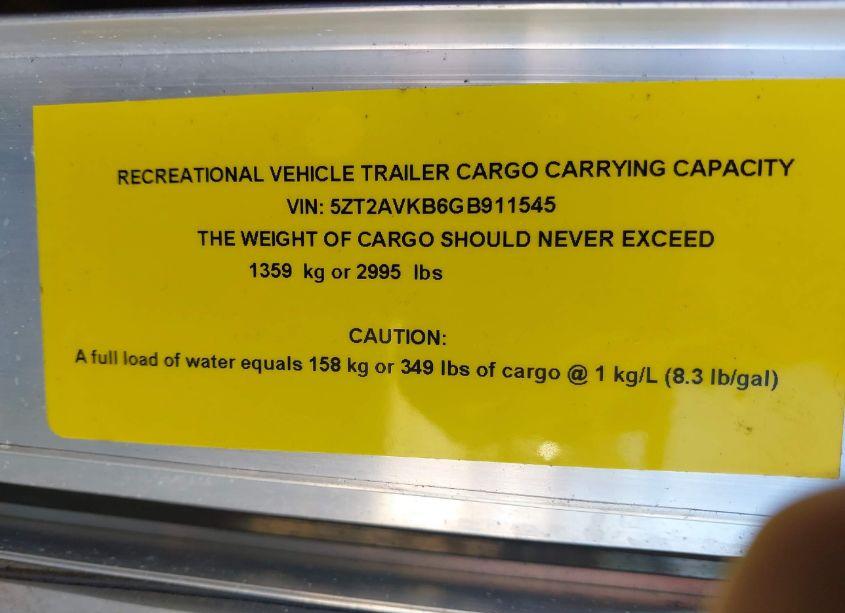 RECREATIONAL VEHICLE TRAILER CARGO CARRYING CAPACITY
VIN: 5ZT2AVKB6GB911545
THE WEIGHT OF CARGO SHOULD NEVER EXCEED
1359 kg or 2995 lbs
CAUTION:
A full load of water equals 158 kg or 349 lbs of cargo @ 1 kg/L (8.3 lb/gal)